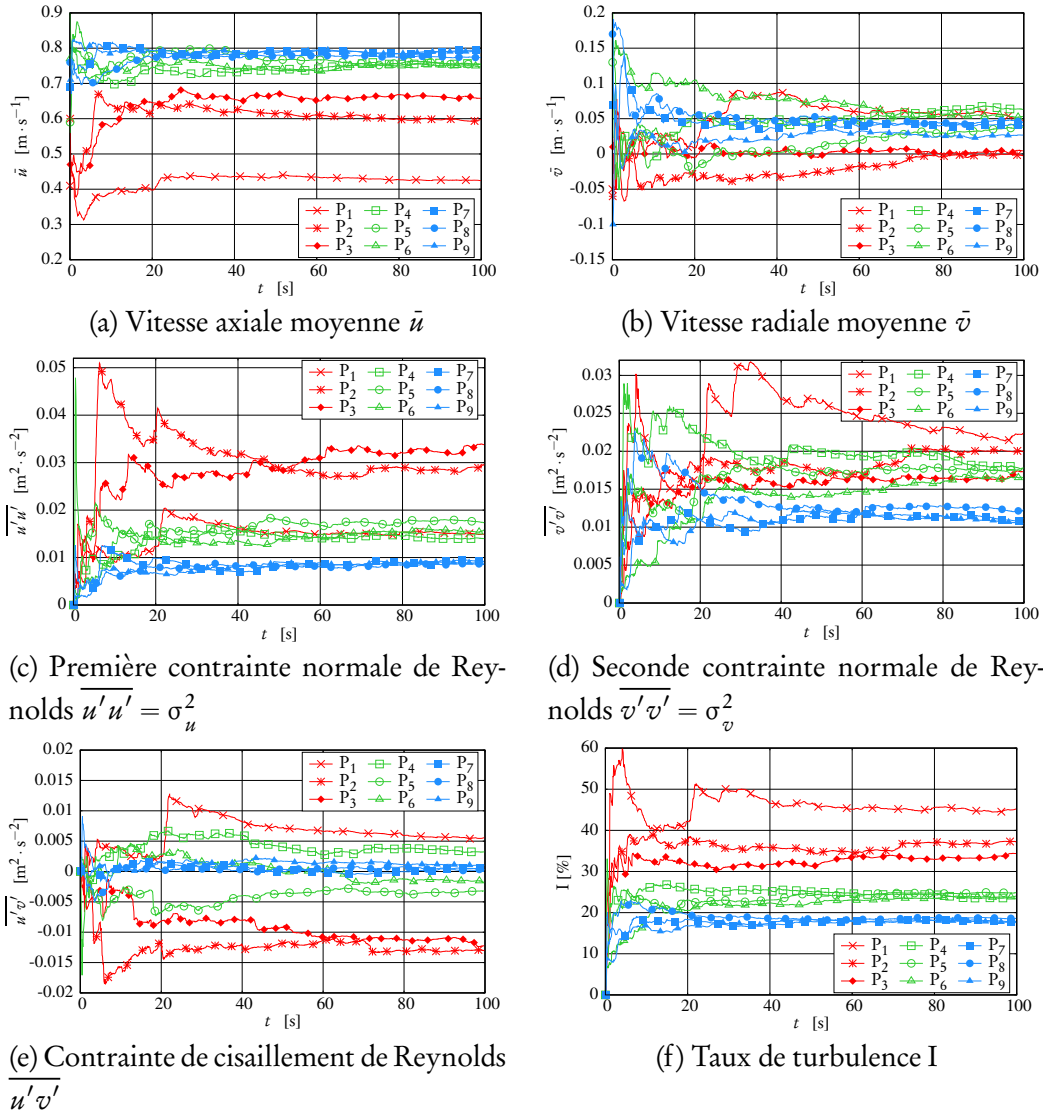 0.9
0.8
0.7
0.6
0.5
0.4
0.3
0.2
0 20 40 60 80 100
ū [m · s⁻¹]
t [s]
P₁ P₄ P₇
P₂ P₅ P₈
P₃ P₆ P₉
(a) Vitesse axiale moyenne ū
0.2
0.15
0.1
0.05
0
-0.05
-0.1
-0.15
0 20 40 60 80 100
v̄ [m · s⁻¹]
t [s]
P₁ P₄ P₇
P₂ P₅ P₈
P₃ P₆ P₉
(b) Vitesse radiale moyenne v̄
0.05
0.04
0.03
0.02
0.01
0
0 20 40 60 80 100
u′u′ [m² · s⁻²]
t [s]
P₁ P₄ P₇
P₂ P₅ P₈
P₃ P₆ P₉
(c) Première contrainte normale de Rey-
nolds u′u′ = σ²ᵤ
0.03
0.025
0.02
0.015
0.01
0.005
0
0 20 40 60 80 100
v′v′ [m² · s⁻²]
t [s]
P₁ P₄ P₇
P₂ P₅ P₈
P₃ P₆ P₉
(d) Seconde contrainte normale de Rey-
nolds v′v′ = σ²ᵥ
0.02
0.015
0.01
0.005
0
-0.005
-0.01
-0.015
-0.02
0 20 40 60 80 100
u′v′ [m² · s⁻²]
t [s]
P₁ P₄ P₇
P₂ P₅ P₈
P₃ P₆ P₉
(e) Contrainte de cisaillement de Reynolds
u′v′
60
50
40
30
20
10
0
0 20 40 60 80 100
I [%]
t [s]
P₁ P₄ P₇
P₂ P₅ P₈
P₃ P₆ P₉
(f) Taux de turbulence I